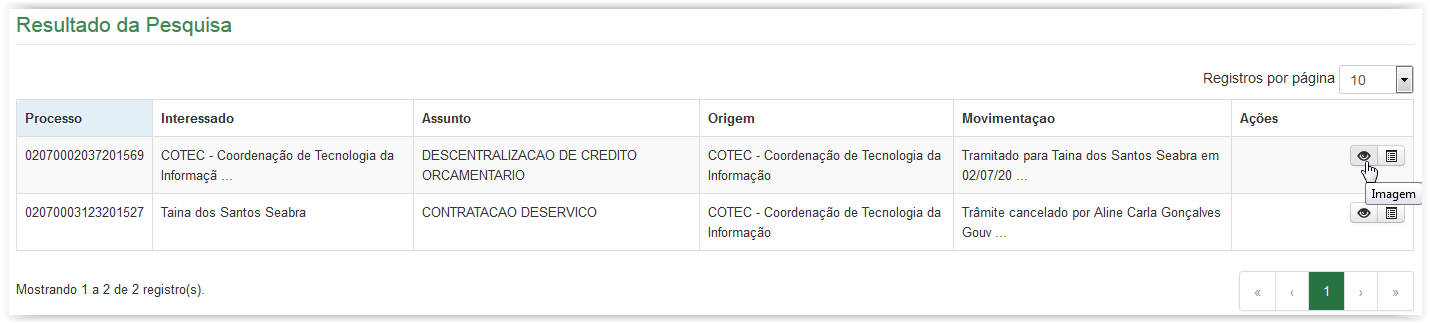 Resultado da Pesquisa
Registros por página 10
Processo Interessado Assunto Origem Movimentaçao Ações
02070002037201569 COTEC - Coordenação de Tecnologia da DESCENTRALIZACAO DE CREDITO COTEC - Coordenação de Tecnologia da Tramitado para Taina dos Santos Seabra em
Informaçã ... ORCAMENTARIO Informação 02/07/20 ...
Imagem
02070003123201527 Taina dos Santos Seabra CONTRATACAO DESERVICO COTEC - Coordenação de Tecnologia da Trâmite cancelado por Aline Carla Gonçalves
Informação Gouv ...
Mostrando 1 a 2 de 2 registro(s).
« ‹ 1 › »